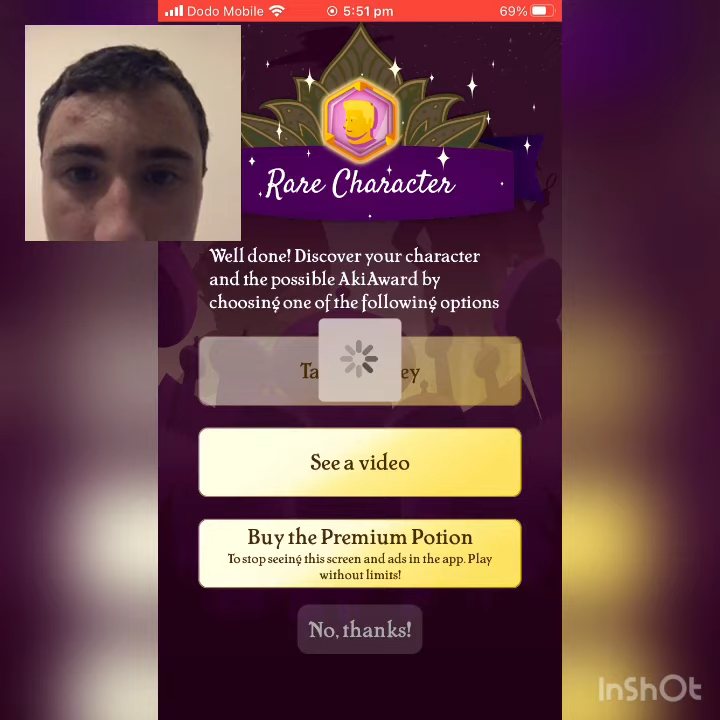 Dodo Mobile 5:51 pm 69%
Rare Character
Well done! Discover your character
and the possible AkiAward by
choosing one of the following options
Ta ey
See a video
Buy the Premium Potion
To stop seeing this screen and ads in the app. Play
without limits!
No, thanks!
InShOt